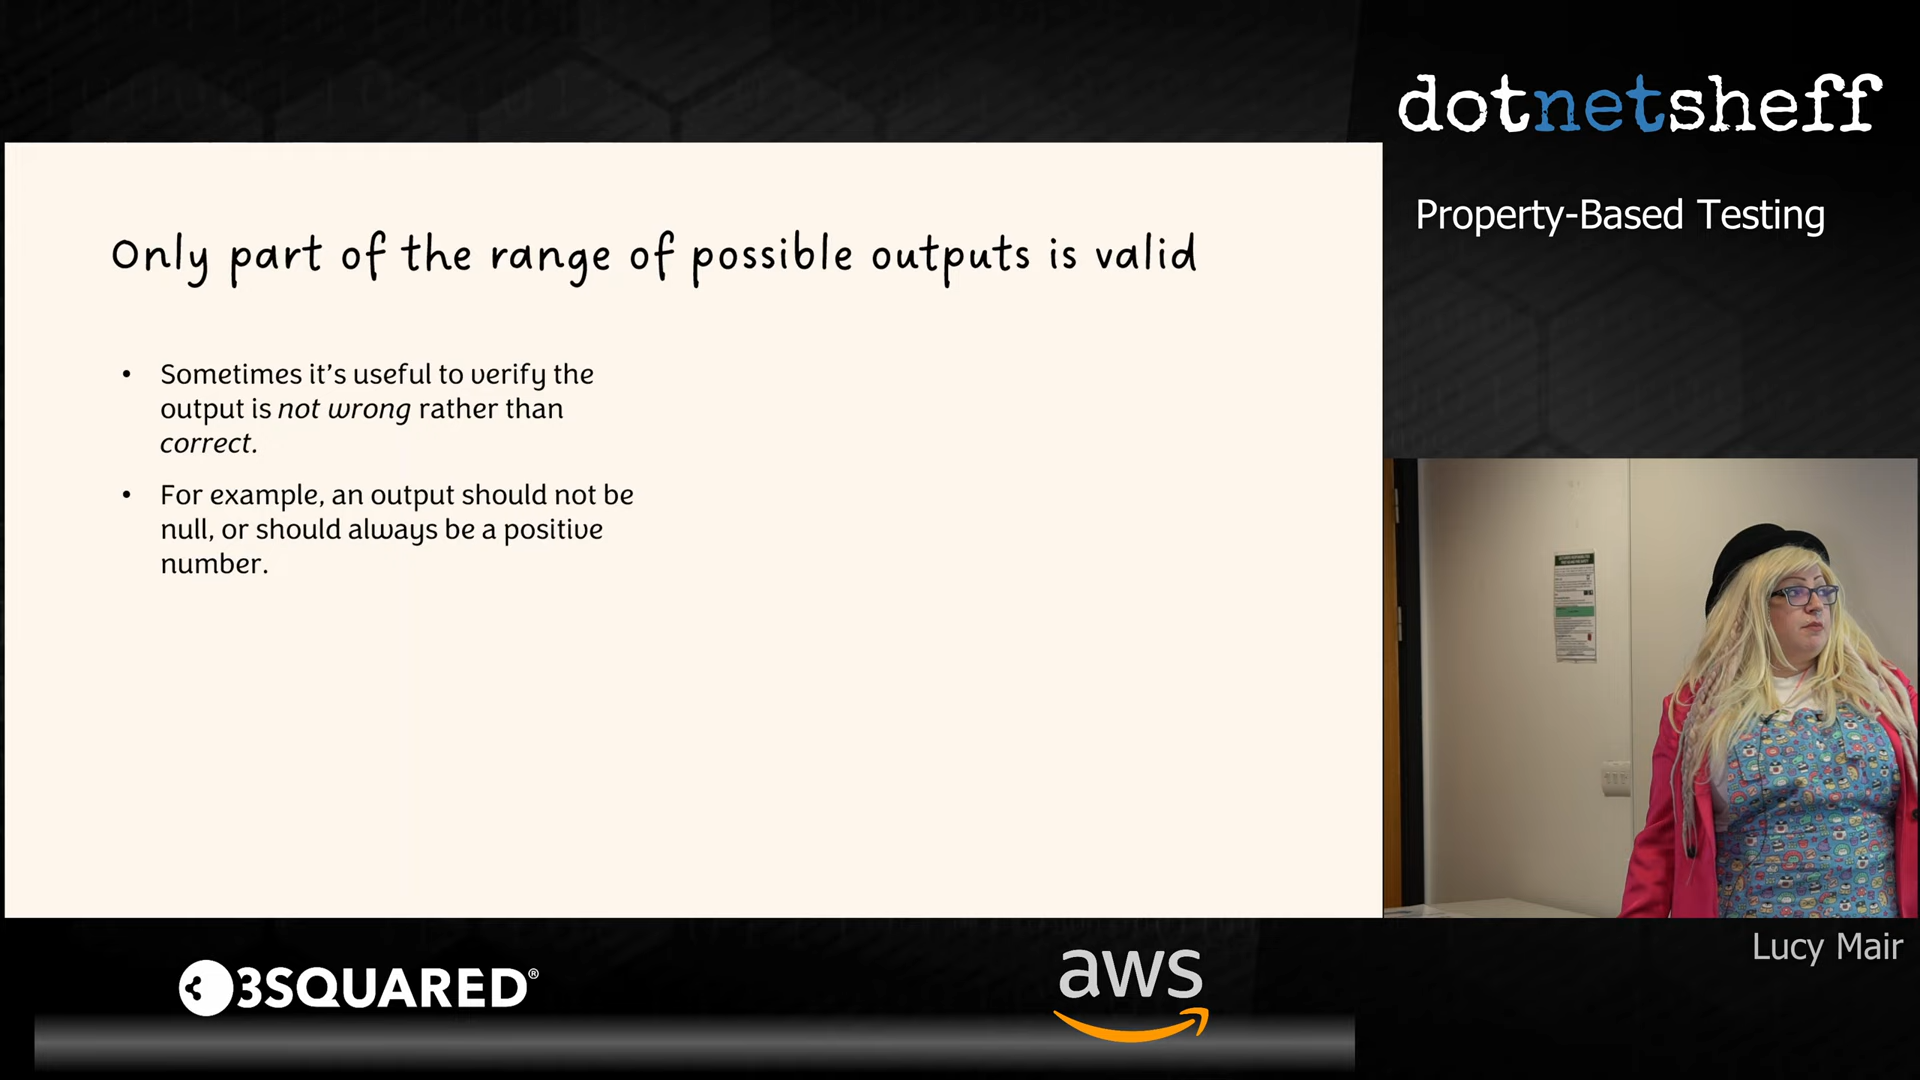 dotnetsheff
Property-Based Testing
Only part of the range of possible outputs is valid
• Sometimes it's useful to verify the
output is not wrong rather than
correct.
• For example, an output should not be
null, or should always be a positive
number.
Lucy Mair
3SQUARED®
aws